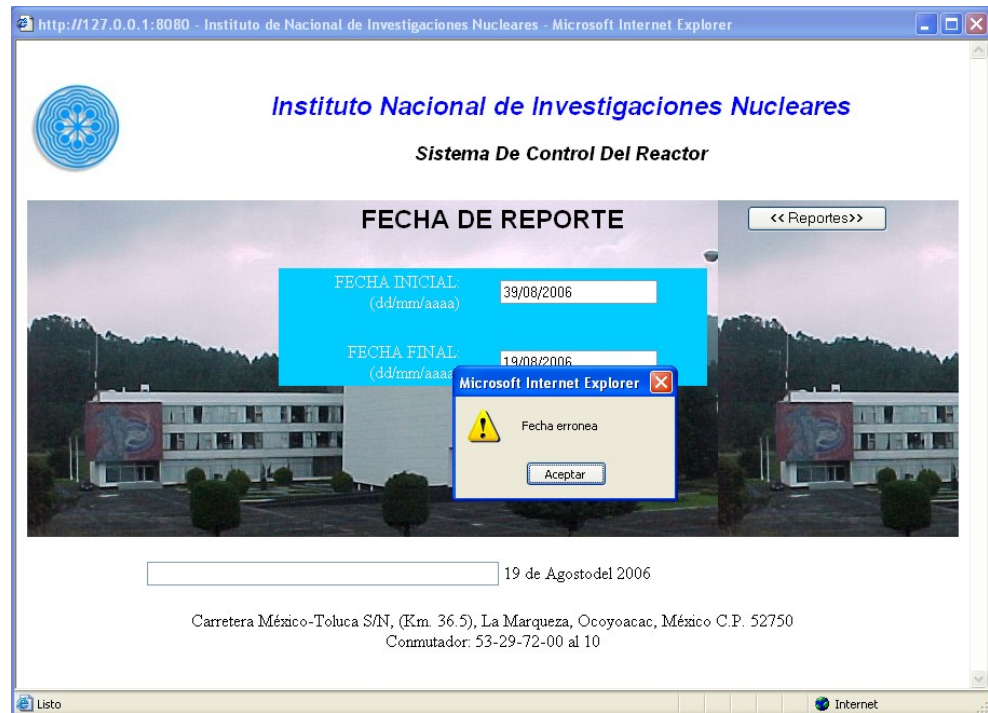 http://127.0.0.1:8080 - Instituto de Nacional de Investigaciones Nucleares - Microsoft Internet Explorer
Instituto Nacional de Investigaciones Nucleares
Sistema De Control Del Reactor
FECHA DE REPORTE
<< Reportes>>
FECHA INICIAL:
(dd/mm/aaaa)
39/08/2006
FECHA FINAL:
(dd/mm/aaaa
19/08/2006
Microsoft Internet Explorer
Fecha erronea
Aceptar
19 de Agostodel 2006
Carretera México-Toluca S/N, (Km. 36.5), La Marqueza, Ocoyoacac, México C.P. 52750
Conmutador: 53-29-72-00 al 10
Listo
Internet